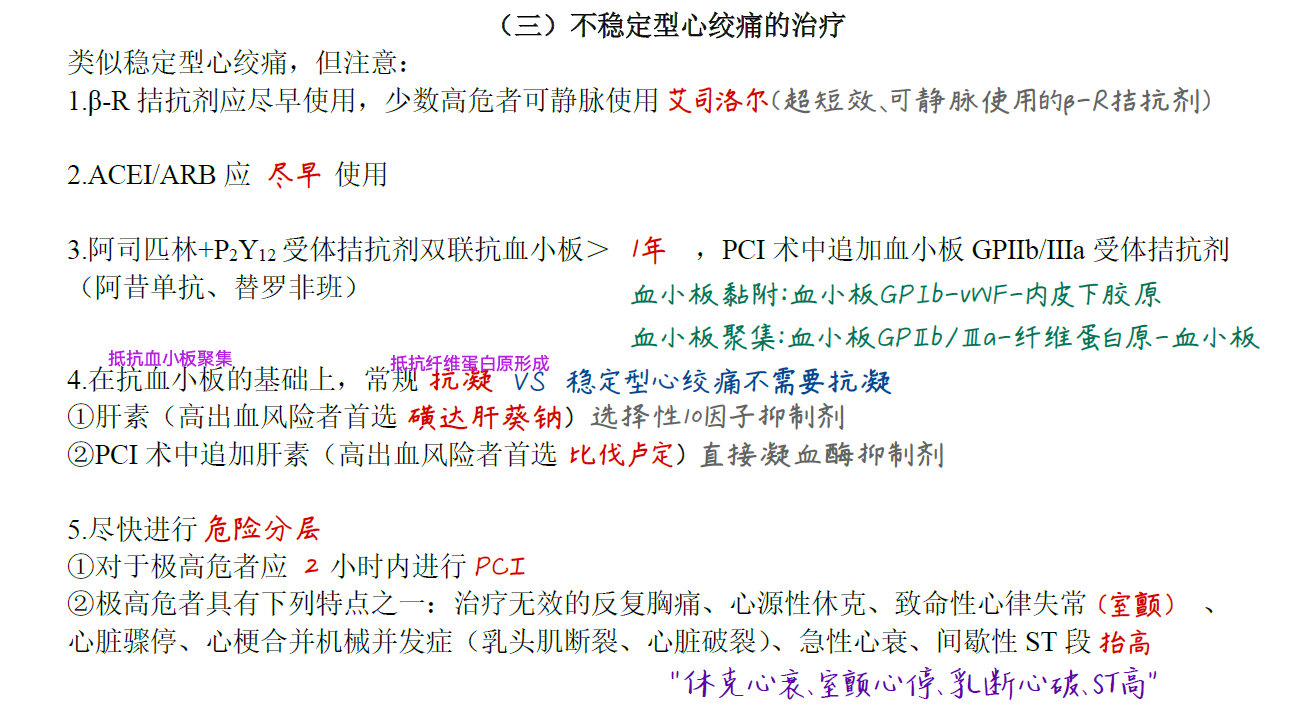 （三）不稳定型心绞痛的治疗
类似稳定型心绞痛，但注意：
1.β-R 拮抗剂应尽早使用，少数高危者可静脉使用 艾司洛尔(超短效、可静脉使用的β-R拮抗剂)
2.ACEI/ARB 应 尽早 使用
3.阿司匹林+P₂Y₁₂ 受体拮抗剂双联抗血小板＞ 1年 ，PCI 术中追加血小板 GPIIb/IIIa 受体拮抗剂
（阿昔单抗、替罗非班）
血小板黏附:血小板GPⅠb-vWF-内皮下胶原
血小板聚集:血小板GPⅡb/Ⅲa-纤维蛋白原-血小板
抵抗血小板聚集 抵抗纤维蛋白原形成
4.在抗血小板的基础上，常规 抗凝 VS 稳定型心绞痛不需要抗凝
①肝素（高出血风险者首选 磺达肝葵钠）选择性10因子抑制剂
②PCI 术中追加肝素（高出血风险者首选 比伐卢定）直接凝血酶抑制剂
5.尽快进行 危险分层
①对于极高危者应 2 小时内进行 PCI
②极高危者具有下列特点之一：治疗无效的反复胸痛、心源性休克、致命性心律失常（室颤） 、
心脏骤停、心梗合并机械并发症（乳头肌断裂、心脏破裂）、急性心衰、间歇性 ST 段 抬高
"休克心衰、室颤心停、乳断心破、ST高"